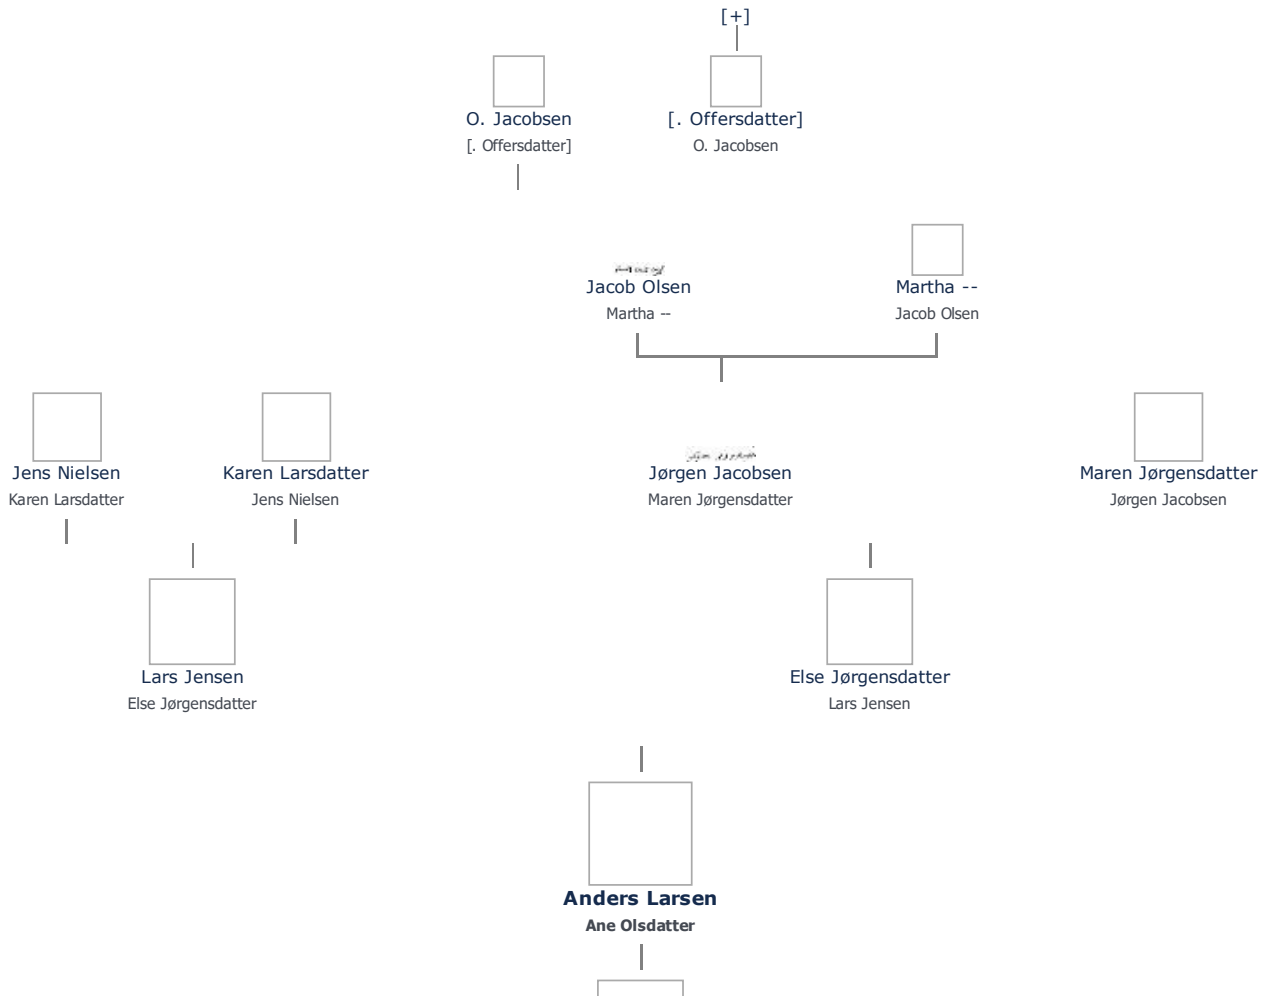 [+]
O. Jacobsen
[. Offersdatter]
[. Offersdatter]
O. Jacobsen
Jacob Olsen
Martha --
Martha --
Jacob Olsen
Jens Nielsen
Karen Larsdatter
Karen Larsdatter
Jens Nielsen
Jørgen Jacobsen
Maren Jørgensdatter
Maren Jørgensdatter
Jørgen Jacobsen
Lars Jensen
Else Jørgensdatter
Else Jørgensdatter
Lars Jensen
Anders Larsen
Ane Olsdatter